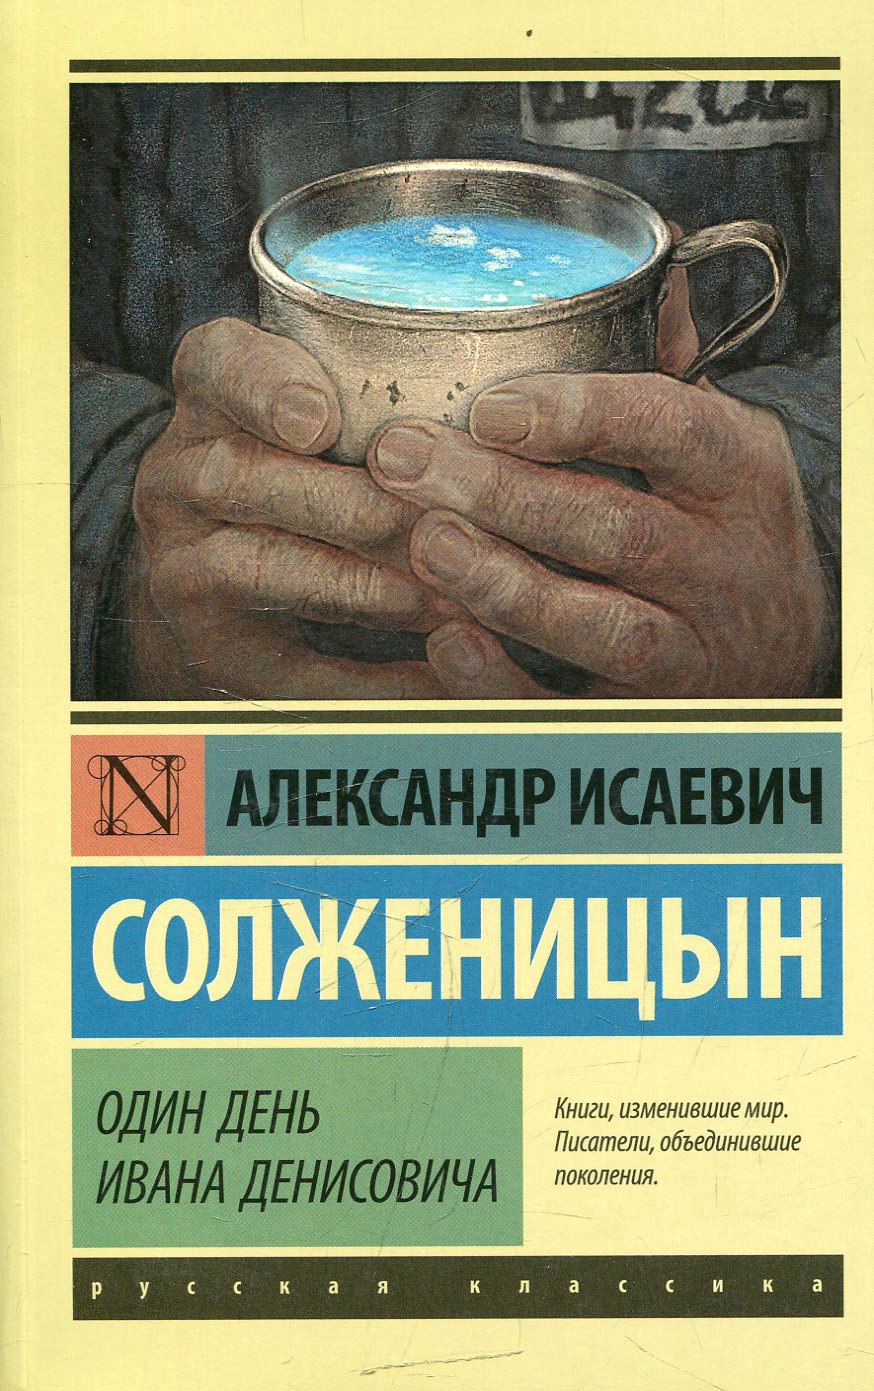 N
АЛЕКСАНДР ИСАЕВИЧ
СОЛЖЕНИЦЫН
ОДИН ДЕНЬ
ИВАНА ДЕНИСОВИЧА
Книги, изменившие мир.
Писатели, объединившие
поколения.
русская классика